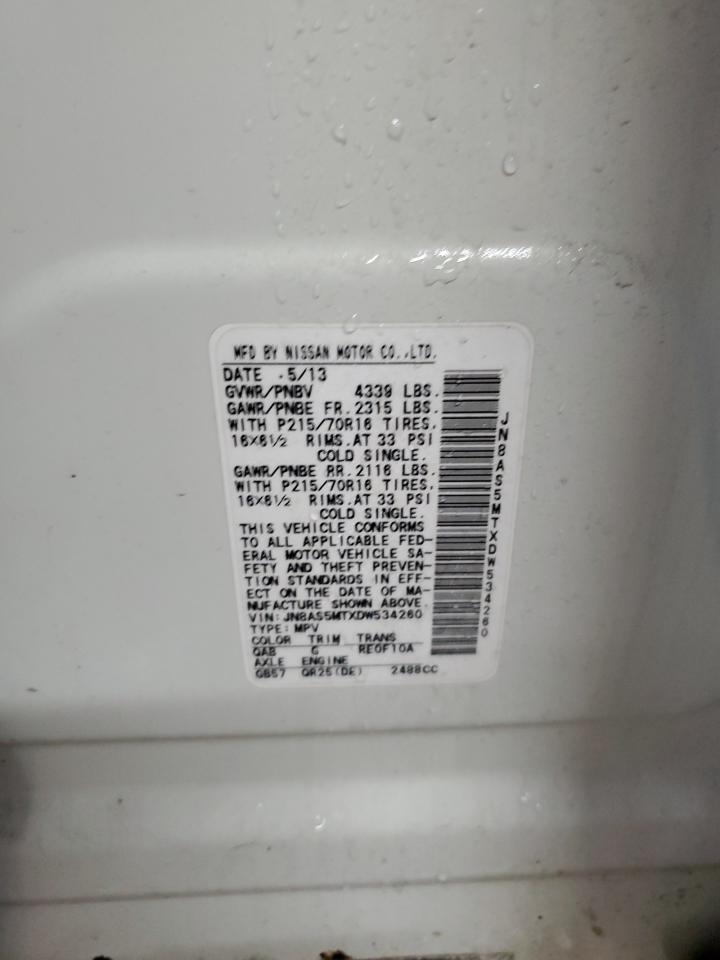 MFD BY NISSAN MOTOR CO.,LTD.
DATE .5/13
GVWR/PNBV 4339 LBS.
GAWR/PNBE FR.2315 LBS.
WITH P215/70R16 TIRES,
16X6½ RIMS.AT 33 PSI
COLD SINGLE.
GAWR/PNBE RR.2116 LBS.
WITH P215/70R16 TIRES,
16X6½ RIMS.AT 33 PSI
COLD SINGLE.
THIS VEHICLE CONFORMS
TO ALL APPLICABLE FED-
ERAL MOTOR VEHICLE SA-
FETY AND THEFT PREVEN-
TION STANDARDS IN EFF-
ECT ON THE DATE OF MA-
NUFACTURE SHOWN ABOVE.
VIN: JN8AS5MTXDW534260
TYPE: MPV
COLOR TRIM TRANS
QAB G RE0F10A
AXLE ENGINE
GB57 QR25(DE) 2488CC
JN8AS5MTXDW534260